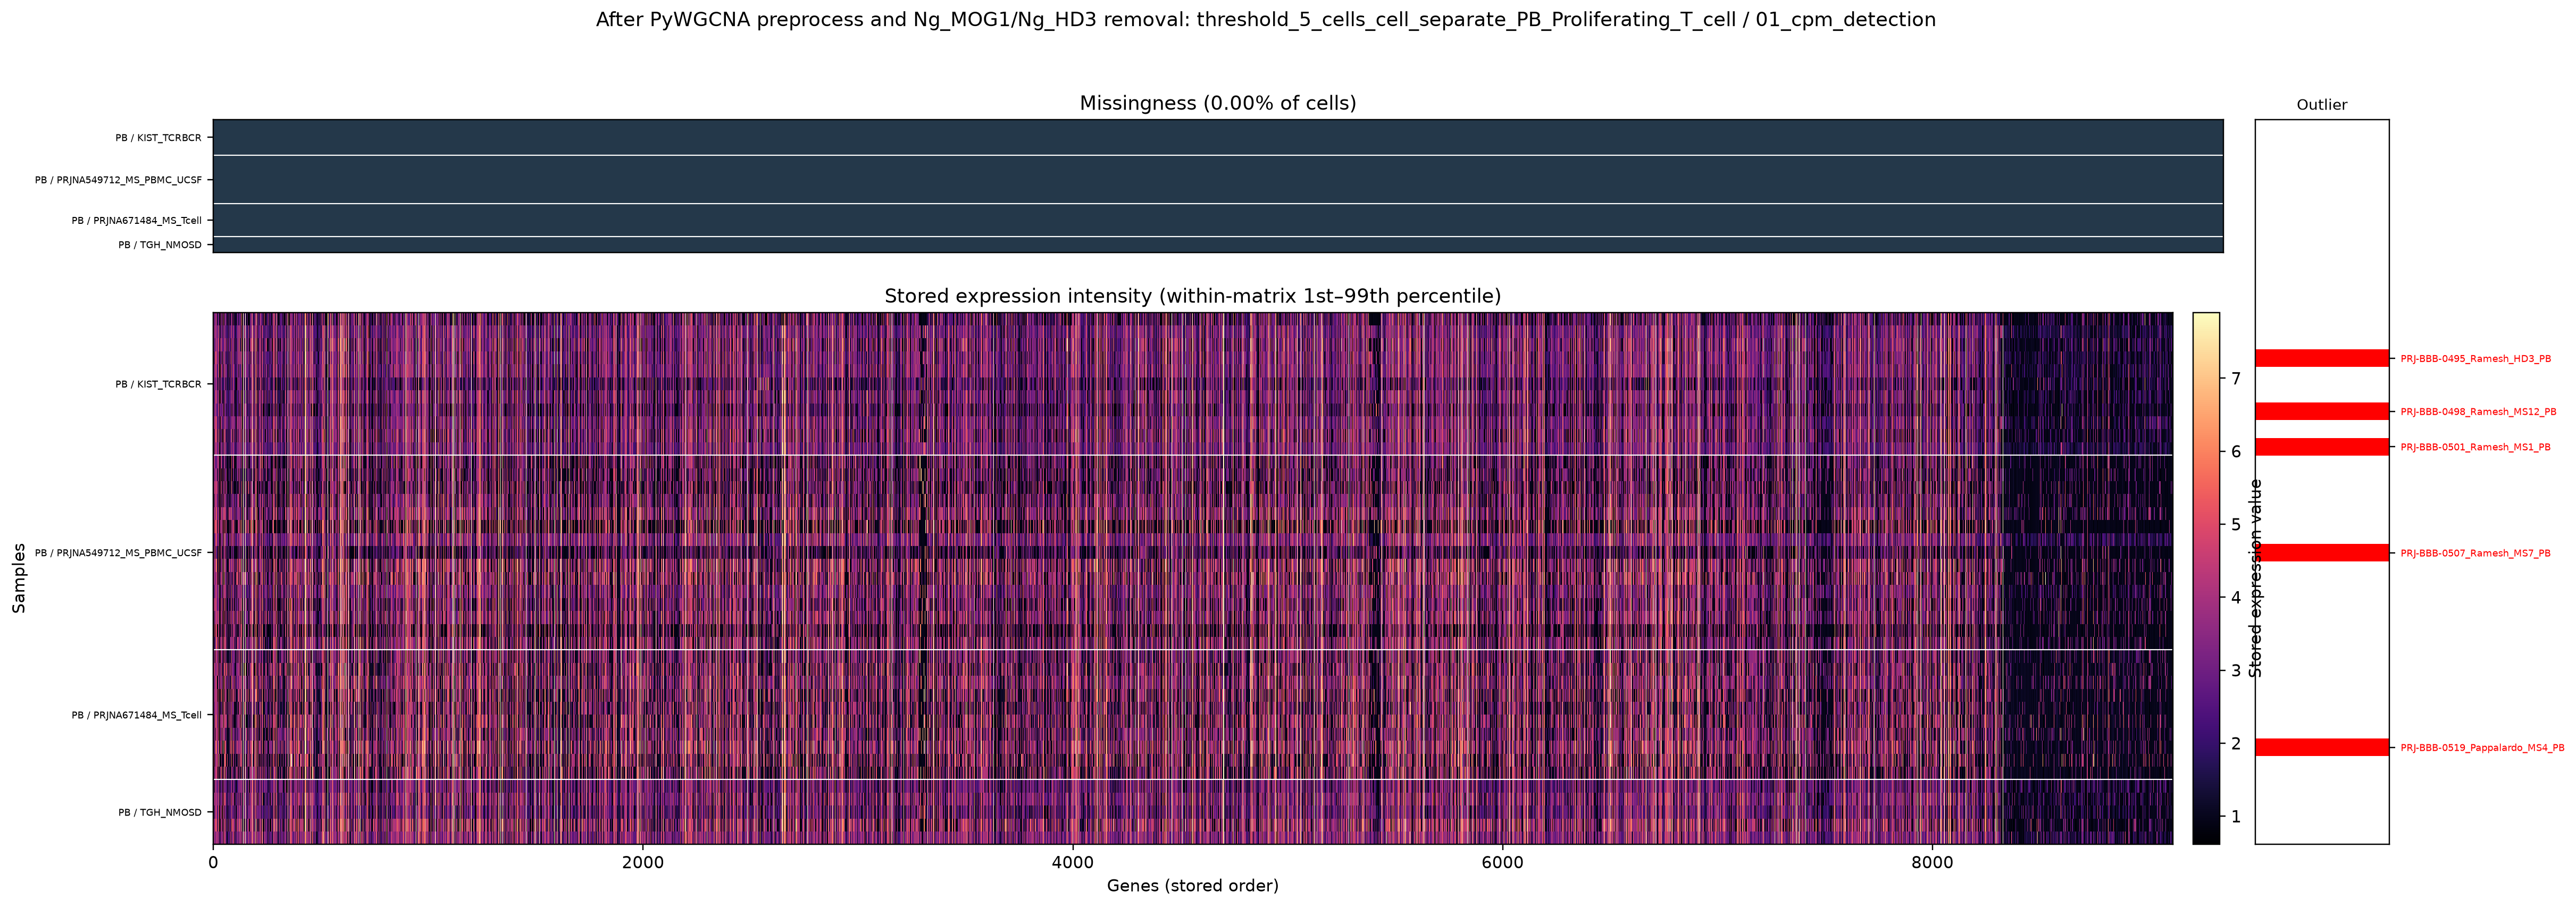 After PyWGCNA preprocess and Ng_MOG1/Ng_HD3 removal: threshold_5_cells_cell_separate_PB_Proliferating_T_cell / 01_cpm_detection
Missingness (0.00% of cells)
Outlier
PB / KIST_TCRBCR
PB / PRJNA549712_MS_PBMC_UCSF
PB / PRJNA671484_MS_Tcell
PB / TGH_NMOSD
Stored expression intensity (within-matrix 1st–99th percentile)
Samples
PB / KIST_TCRBCR
PB / PRJNA549712_MS_PBMC_UCSF
PB / PRJNA671484_MS_Tcell
PB / TGH_NMOSD
0
2000
4000
6000
8000
Genes (stored order)
7
6
5
4
3
2
1
Stored expression value
PRJ-BBB-0495_Ramesh_HD3_PB
PRJ-BBB-0498_Ramesh_MS12_PB
PRJ-BBB-0501_Ramesh_MS1_PB
PRJ-BBB-0507_Ramesh_MS7_PB
PRJ-BBB-0519_Pappalardo_MS4_PB